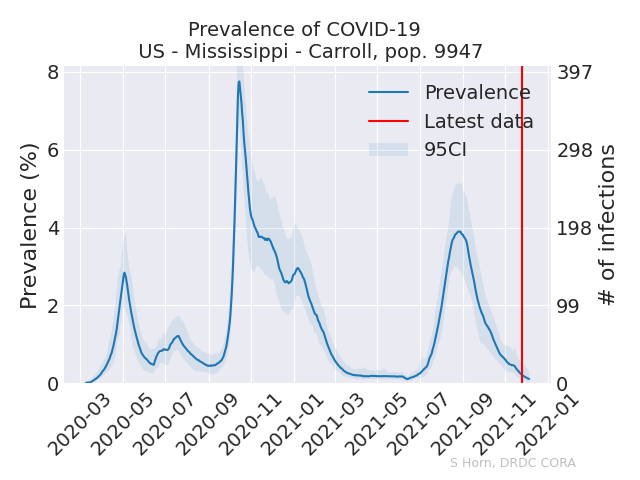 Prevalence of COVID-19
US - Mississippi - Carroll, pop. 9947
Prevalence (%)
8
6
4
2
0
Prevalence
Latest data
95CI
397
298
198
99
0
# of infections
2020-03
2020-05
2020-07
2020-09
2020-11
2021-01
2021-03
2021-05
2021-07
2021-09
2021-11
2022-01
S Horn, DRDC CORA